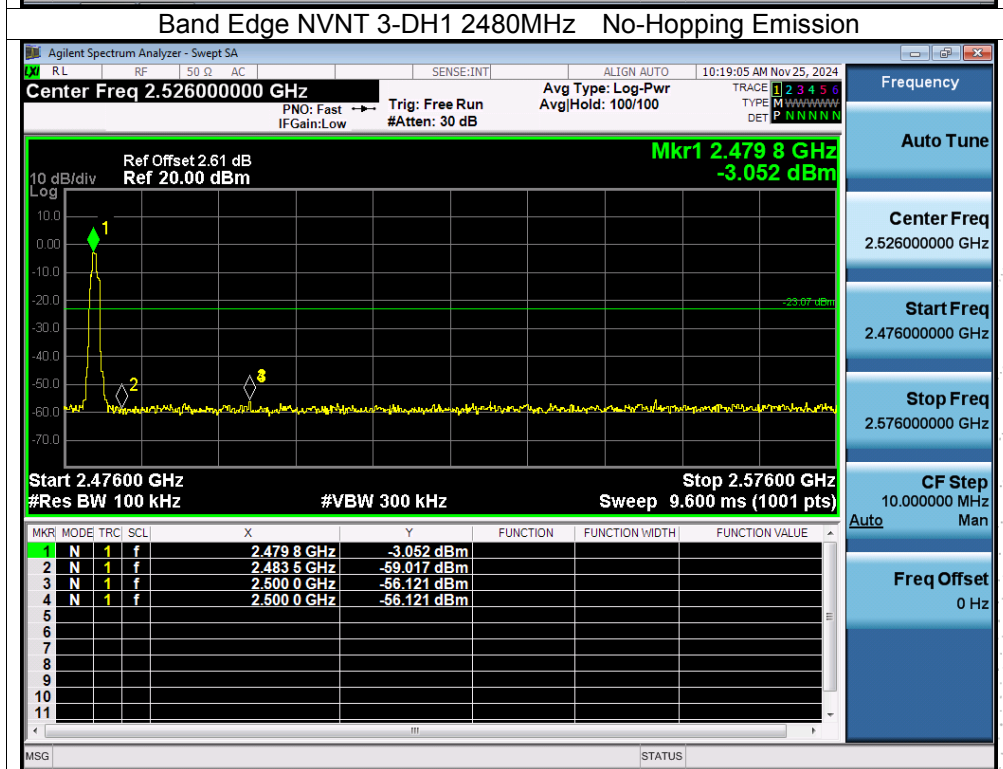 Band Edge NVNT 3-DH1 2480MHz No-Hopping Emission
Agilent Spectrum Analyzer - Swept SA
LXI RL RF 50 Ω AC SENSE:INT ALIGN AUTO 10:19:05 AM Nov 25, 2024
Center Freq 2.526000000 GHz
PNO: Fast
IFGain:Low
Trig: Free Run
#Atten: 30 dB
Avg Type: Log-Pwr
Avg|Hold: 100/100
TRACE 1 2 3 4 5 6
TYPE M WWWWW
DET P N N N N N
Frequency
Mkr1 2.479 8 GHz
-3.052 dBm
Ref Offset 2.61 dB
10 dB/div Ref 20.00 dBm
Log
10.0
0.00
-10.0
-20.0
-30.0
-40.0
-50.0
-60.0
-70.0
1
2
-23.07 dBm
Start 2.47600 GHz Stop 2.57600 GHz
#Res BW 100 kHz #VBW 300 kHz Sweep 9.600 ms (1001 pts)
MKR MODE TRC SCL X Y FUNCTION FUNCTION WIDTH FUNCTION VALUE
1 N 1 f 2.479 8 GHz -3.052 dBm
2 N 1 f 2.483 5 GHz -59.017 dBm
3 N 1 f 2.500 0 GHz -56.121 dBm
4 N 1 f 2.500 0 GHz -56.121 dBm
5
6
7
8
9
10
11
Auto Tune
Center Freq
2.526000000 GHz
Start Freq
2.476000000 GHz
Stop Freq
2.576000000 GHz
CF Step
10.000000 MHz
Auto Man
Freq Offset
0 Hz
MSG STATUS